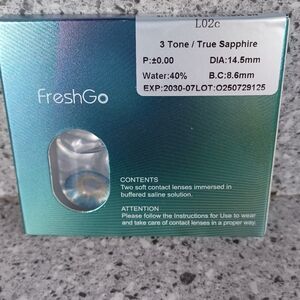 L02c
3 Tone / True Sapphire
P:±0.00 DIA:14.5mm
Water:40% B.C:8.6mm
EXP:2030-07LOT:O250729125
FreshGo
CONTENTS
Two soft contact lenses immersed in
buffered saline solution.
ATTENTION
Please follow the Instructions for Use to wear
and take care of contact lenses in a proper way.